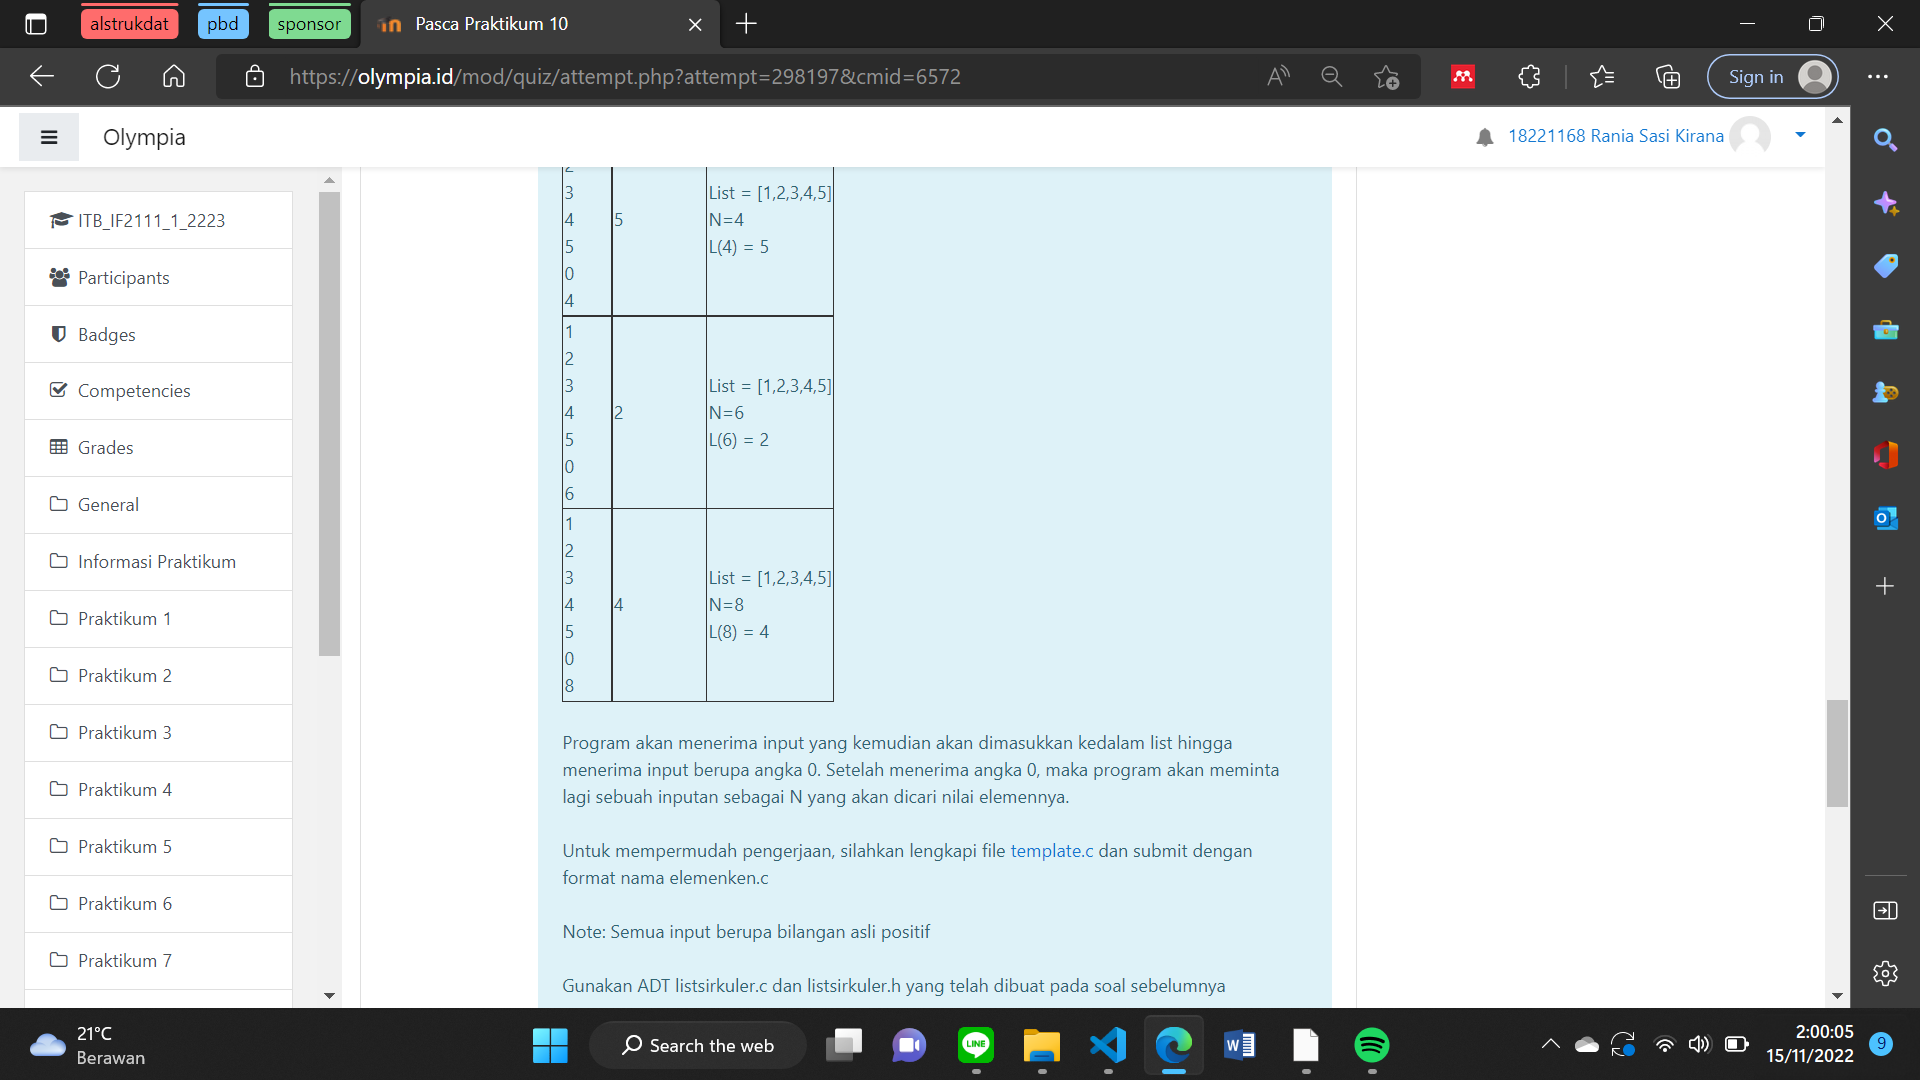 alstrukdat
pbd
sponsor
Pasca Praktikum 10
https://olympia.id/mod/quiz/attempt.php?attempt=298197&cmid=6572
Sign in
Olympia
18221168 Rania Sasi Kirana
ITB_IF2111_1_2223
Participants
Badges
Competencies
Grades
General
Informasi Praktikum
Praktikum 1
Praktikum 2
Praktikum 3
Praktikum 4
Praktikum 5
Praktikum 6
Praktikum 7
2
3
4
5
0
4
5
List = [1,2,3,4,5]
N=4
L(4) = 5
1
2
3
4
5
0
6
2
List = [1,2,3,4,5]
N=6
L(6) = 2
1
2
3
4
5
0
8
4
List = [1,2,3,4,5]
N=8
L(8) = 4
Program akan menerima input yang kemudian akan dimasukkan kedalam list hingga
menerima input berupa angka 0. Setelah menerima angka 0, maka program akan meminta
lagi sebuah inputan sebagai N yang akan dicari nilai elemennya.
Untuk mempermudah pengerjaan, silahkan lengkapi file template.c dan submit dengan
format nama elemenken.c
Note: Semua input berupa bilangan asli positif
Gunakan ADT listsirkuler.c dan listsirkuler.h yang telah dibuat pada soal sebelumnya
21°C
Berawan
Search the web
LINE
2:00:05
15/11/2022
9